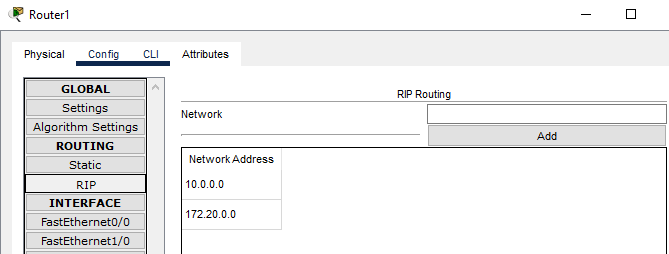 Router1
Physical Config CLI Attributes
GLOBAL
Settings
Algorithm Settings
ROUTING
Static
RIP
INTERFACE
FastEthernet0/0
FastEthernet1/0
RIP Routing
Network
Add
Network Address
10.0.0.0
172.20.0.0